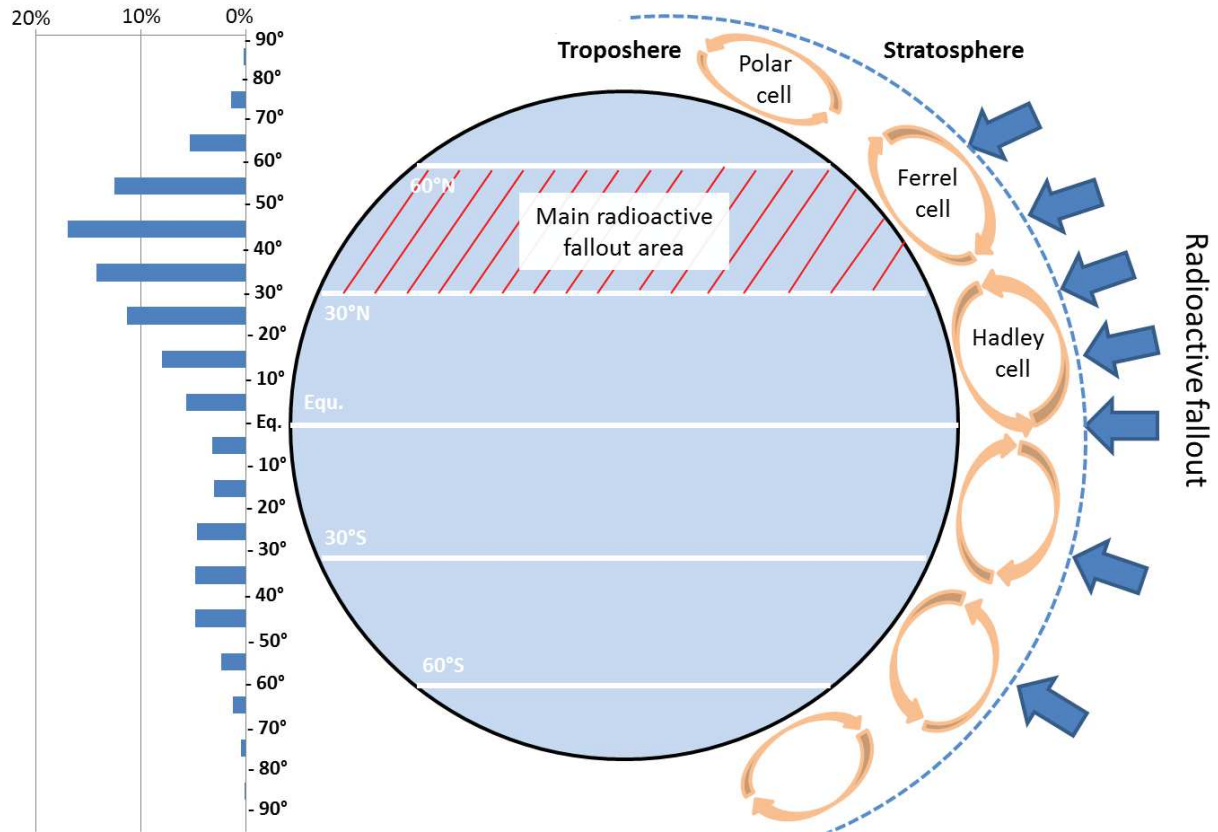 20% 10% 0%
- 90°
- 80°
- 70°
- 60°
- 50°
- 40°
- 30°
- 20°
- 10°
- Eq.
- 10°
- 20°
- 30°
- 40°
- 50°
- 60°
- 70°
- 80°
- 90°
Troposhere
Stratosphere
Polar
cell
Ferrel
cell
Hadley
cell
60°N
Main radioactive
fallout area
30°N
Equ.
30°S
60°S
Radioactive fallout